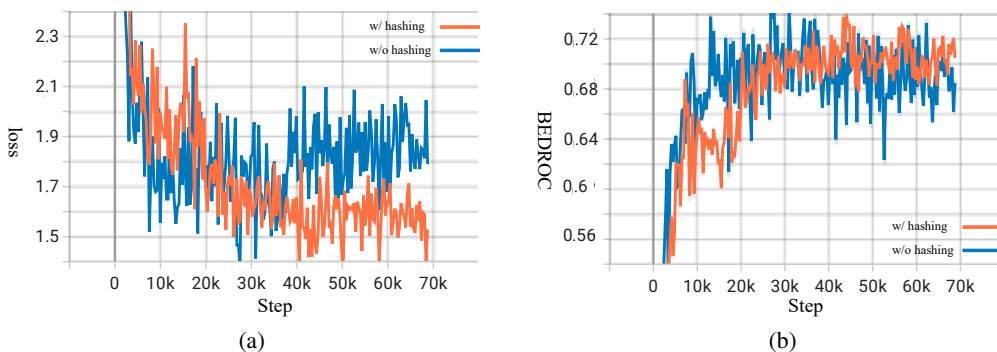 2.3
2.1
1.9
1.7
1.5
loss
w/ hashing
w/o hashing
0 10k 20k 30k 40k 50k 60k 70k
Step
(a)
0.72
0.68
0.64
0.6
0.56
BEDROC
w/ hashing
w/o hashing
0 10k 20k 30k 40k 50k 60k 70k
Step
(b)